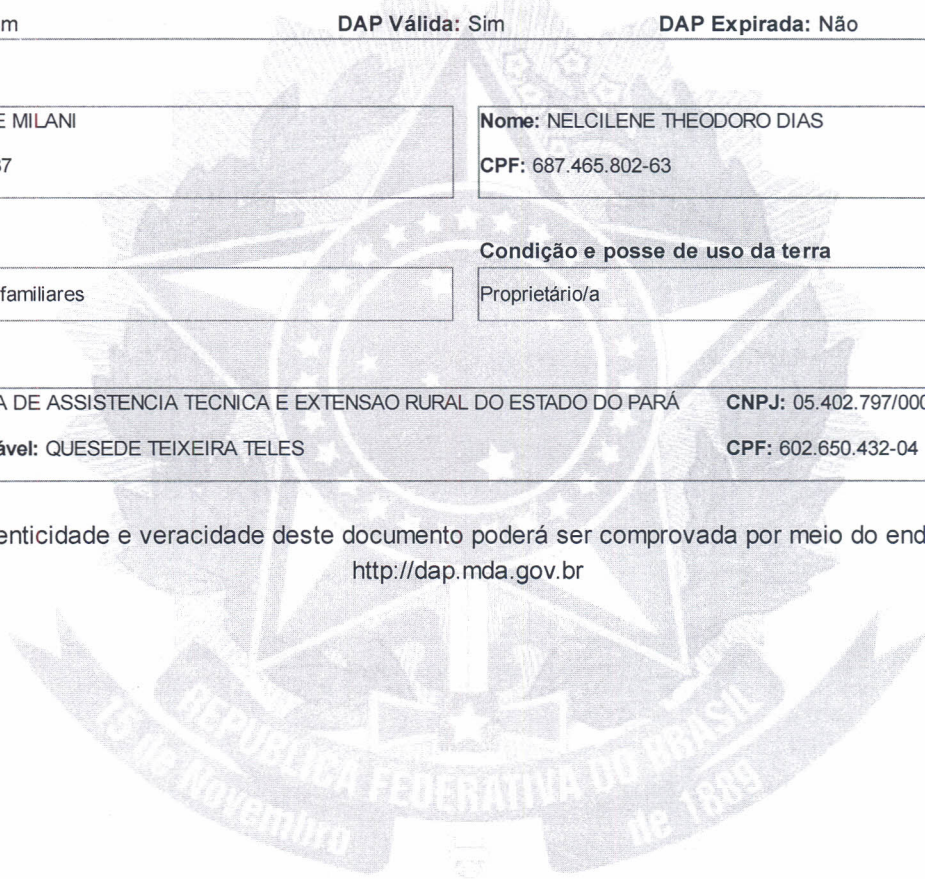 m DAP Válida: Sim DAP Expirada: Não
E MILANI Nome: NELCILENE THEODORO DIAS
7 CPF: 687.465.802-63
Condição e posse de uso da terra
familiares Proprietário/a
A DE ASSISTENCIA TECNICA E EXTENSAO RURAL DO ESTADO DO PARÁ CNPJ: 05.402.797/000
ável: QUESEDE TEIXEIRA TELES CPF: 602.650.432-04
enticidade e veracidade deste documento poderá ser comprovada por meio do end
http://dap.mda.gov.br
REPÚBLICA FEDERATIVA DO BRASIL
15 de Novembro de 1889